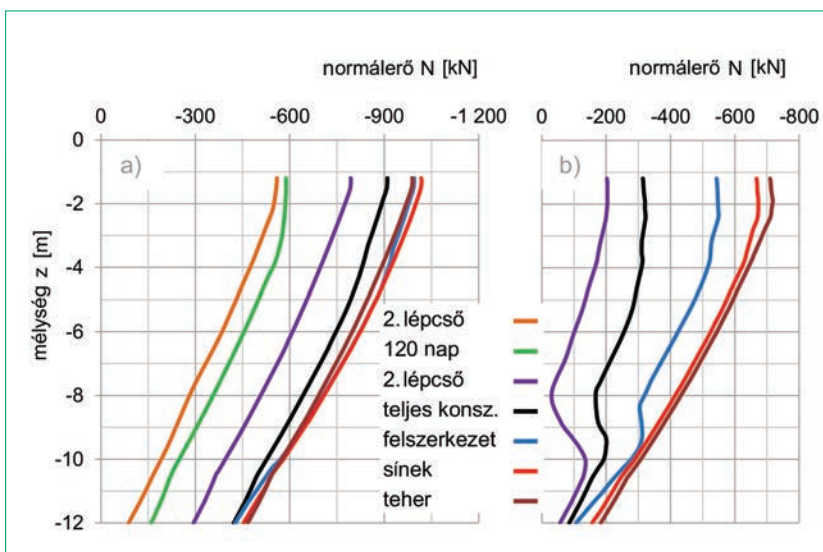 normálerő N [kN]
normálerő N [kN]
0 -300 -600 -900 -1 200
0 -200 -400 -600 -800
0
-2
-4
-6
-8
-10
-12
mélység z [m]
a)
b)
2. lépcső
120 nap
2. lépcső
teljes konsz.
felszerkezet
sínek
teher